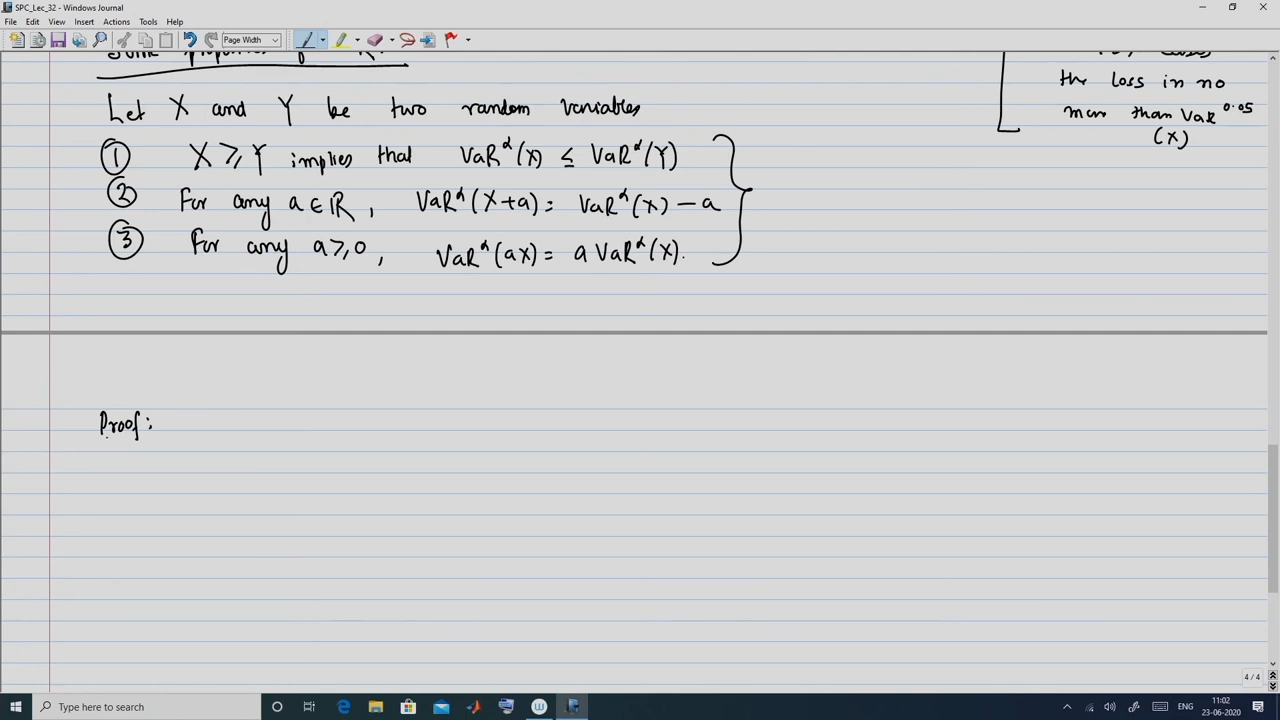 SPC_Lec_32 - Windows Journal
File Edit View Insert Actions Tools Help
Page Width
the loss in no
more than VaR^0.05
(X)
Let X and Y be two random variables
① X ≥ Y implies that VaR^α(X) ≤ VaR^α(Y)
② For any a ∈ ℝ, VaR^α(X+a) = VaR^α(X) - a
③ For any a ≥ 0, VaR^α(aX) = a VaR^α(X).
Proof:
4/4
Type here to search
ENG
11:02
23-06-2020